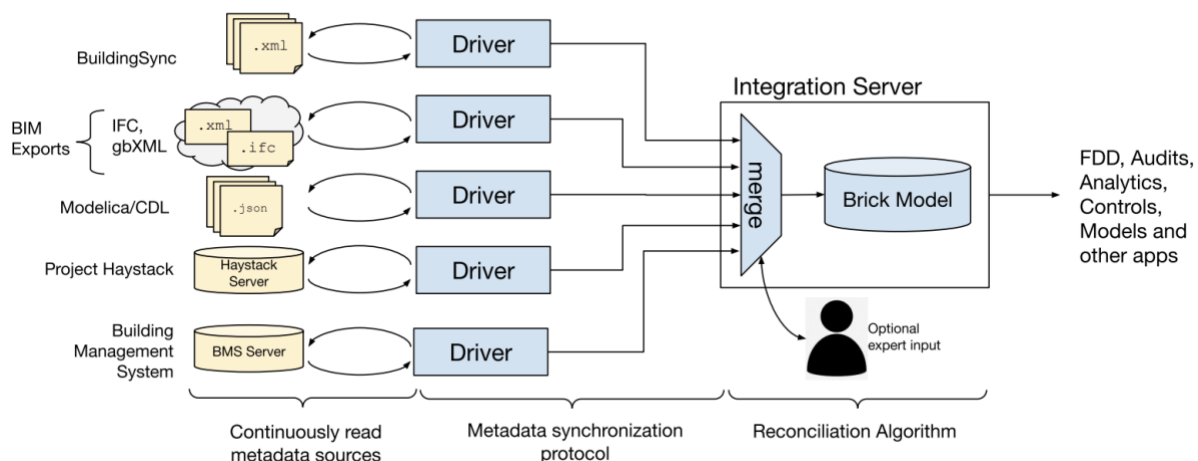 BuildingSync
.xml
Driver
BIM
Exports
IFC,
gbXML
.xml
.ifc
Driver
Modelica/CDL
.json
Driver
Project Haystack
Haystack
Server
Driver
Building
Management
System
BMS Server
Driver
Integration Server
merge
Brick Model
Optional
expert input
FDD, Audits,
Analytics,
Controls,
Models and
other apps
Continuously read
metadata sources
Metadata synchronization
protocol
Reconciliation Algorithm